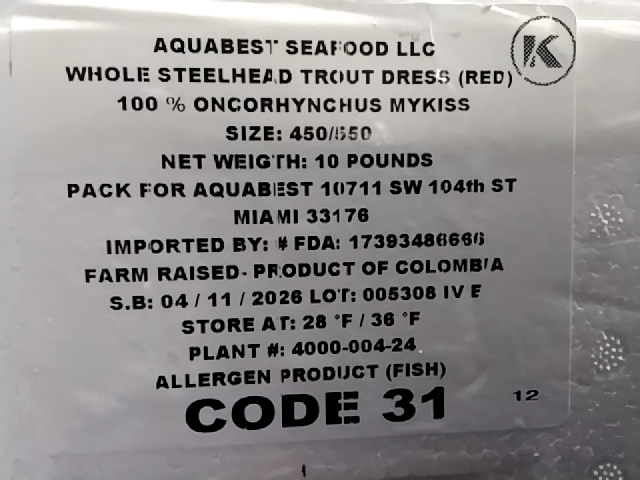 AQUABEST SEAFOOD LLC
K
WHOLE STEELHEAD TROUT DRESS (RED)
100 % ONCORHYNCHUS MYKISS
SIZE: 450/550
NET WEIGTH: 10 POUNDS
PACK FOR AQUABEST 10711 SW 104th ST
MIAMI 33176
IMPORTED BY: # FDA: 17393486666
FARM RAISED- PRODUCT OF COLOMBIA
S.B: 04 / 11 / 2026 LOT: 005308 IV E
STORE AT: 28 °F / 36 °F
PLANT #: 4000-004-24
ALLERGEN PRODUCT (FISH)
CODE 31
12